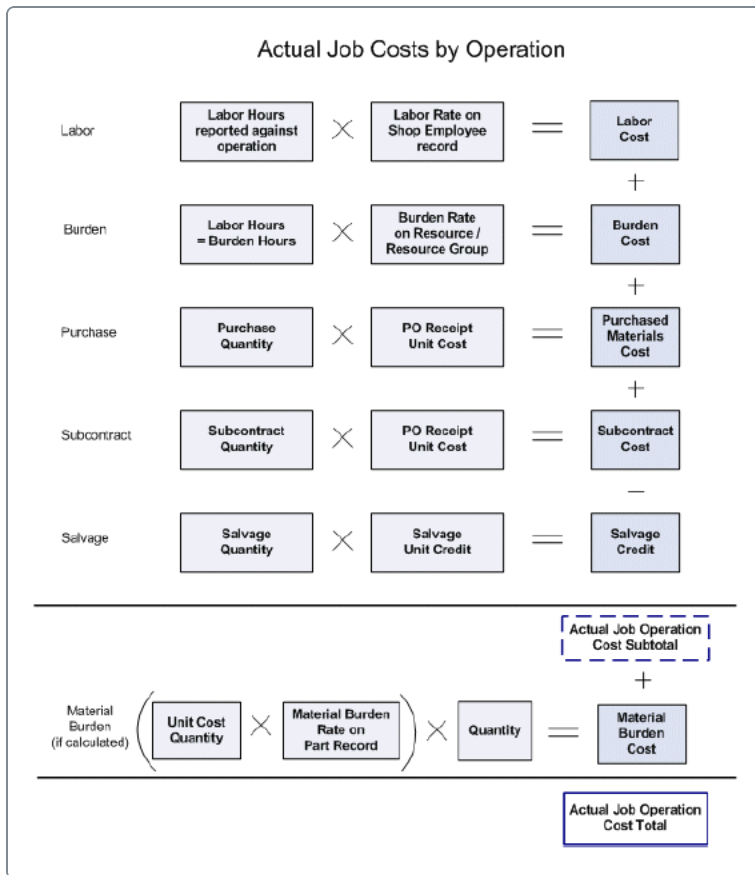 Actual Job Costs by Operation
Labor
Labor Hours
reported against
operation
Labor Rate on
Shop Employee
record
Labor
Cost
+
Burden
Labor Hours
= Burden Hours
Burden Rate
on Resource /
Resource Group
Burden
Cost
+
Purchase
Purchase
Quantity
PO Receipt
Unit Cost
Purchased
Materials
Cost
+
Subcontract
Subcontract
Quantity
PO Receipt
Unit Cost
Subcontract
Cost
−
Salvage
Salvage
Quantity
Salvage
Unit Credit
Salvage
Credit
Actual Job Operation
Cost Subtotal
+
Material
Burden
(if calculated)
Unit Cost
Quantity
Material Burden
Rate on
Part Record
Quantity
Material
Burden
Cost
Actual Job Operation
Cost Total